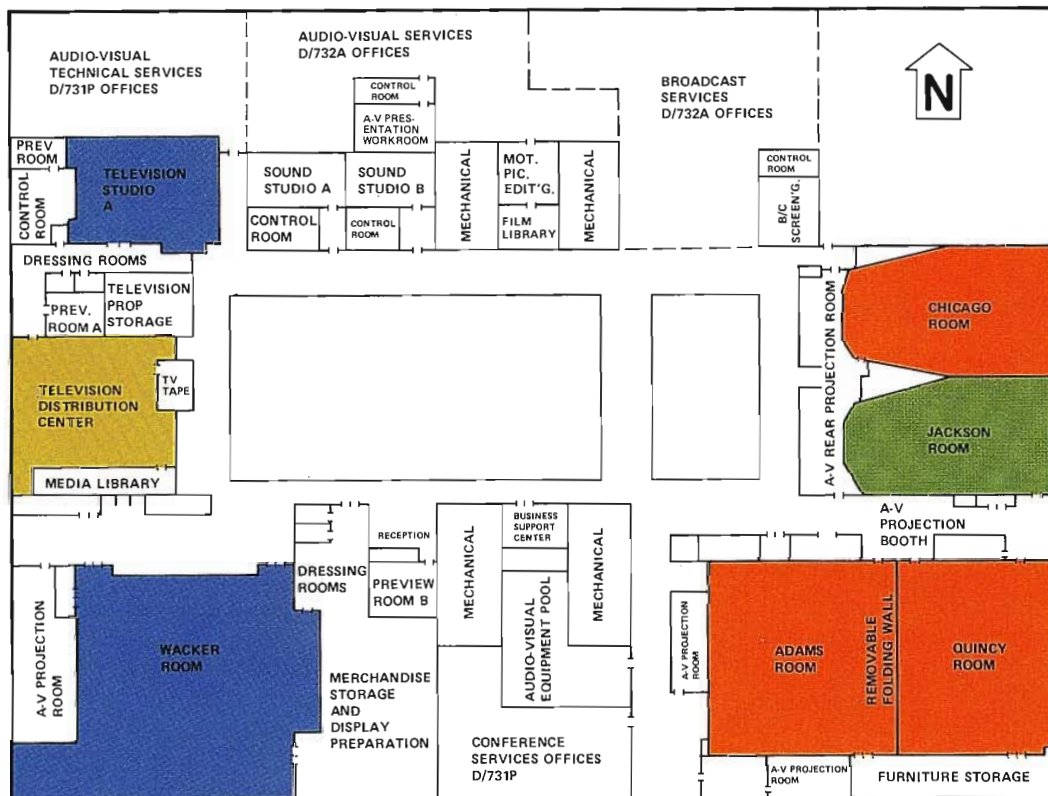 AUDIO-VISUAL
TECHNICAL SERVICES
D/731P OFFICES
AUDIO-VISUAL SERVICES
D/732A OFFICES
BROADCAST
SERVICES
D/732A OFFICES
N
CONTROL
ROOM
A-V PRES-
ENTATION
WORKROOM
PREV
ROOM
CONTROL
ROOM
TELEVISION
STUDIO
A
SOUND
STUDIO A
SOUND
STUDIO B
CONTROL
ROOM
CONTROL
ROOM
MECHANICAL
MOT.
PIC.
EDIT'G.
FILM
LIBRARY
MECHANICAL
CONTROL
ROOM
B/C
SCREEN'G.
DRESSING ROOMS
PREV.
ROOM A
TELEVISION
PROP
STORAGE
TELEVISION
DISTRIBUTION
CENTER
TV
TAPE
MEDIA LIBRARY
A-V REAR PROJECTION ROOM
CHICAGO
ROOM
JACKSON
ROOM
A-V
PROJECTION
BOOTH
A-V PROJECTION
ROOM
WACKER
ROOM
DRESSING
ROOMS
RECEPTION
PREVIEW
ROOM B
MECHANICAL
BUSINESS
SUPPORT
CENTER
AUDIO-VISUAL
EQUIPMENT POOL
MECHANICAL
MERCHANDISE
STORAGE
AND
DISPLAY
PREPARATION
CONFERENCE
SERVICES OFFICES
D/731P
A-V PROJECTION
ROOM
ADAMS
ROOM
REMOVABLE
FOLDING WALL
QUINCY
ROOM
A-V PROJECTION
ROOM
FURNITURE STORAGE